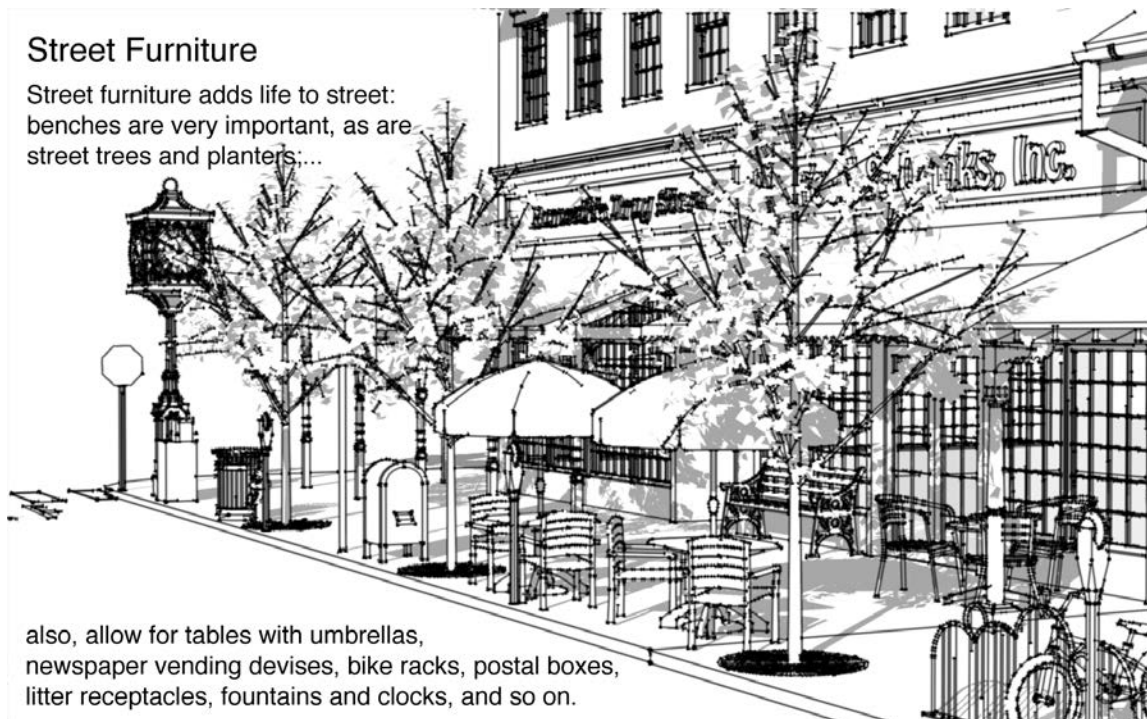 Street Furniture
Street furniture adds life to street:
benches are very important, as are
street trees and planters;...
Inc.
also, allow for tables with umbrellas,
newspaper vending devises, bike racks, postal boxes,
litter receptacles, fountains and clocks, and so on.